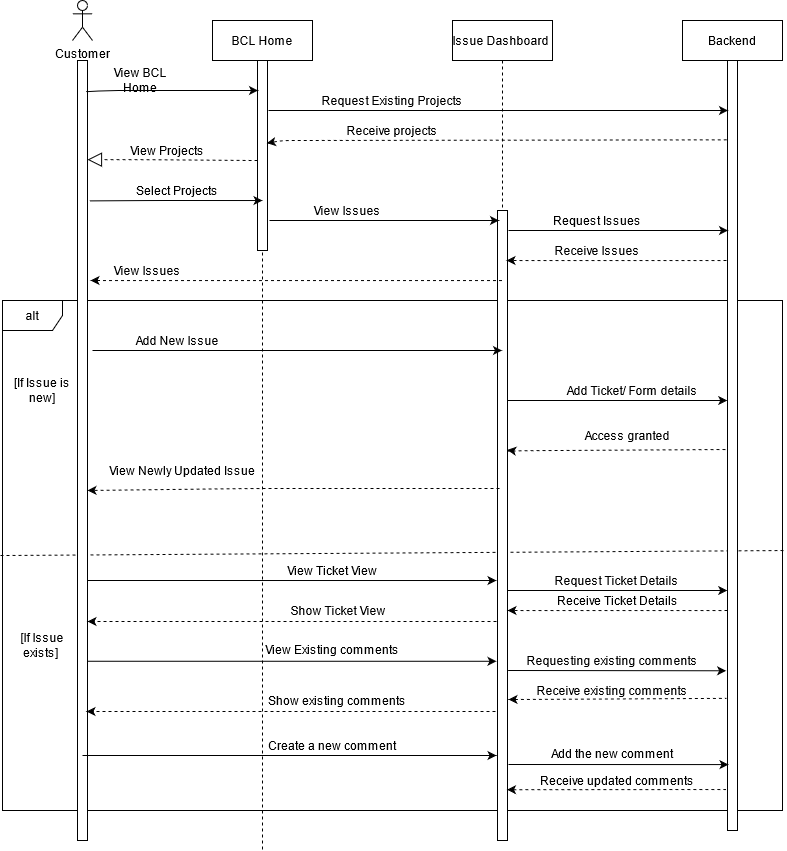 Customer
BCL Home
Issue Dashboard
Backend
View BCL
Home
Request Existing Projects
Receive projects
View Projects
Select Projects
View Issues
Request Issues
Receive Issues
View Issues
alt
Add New Issue
[If Issue is
new]
Add Ticket/ Form details
Access granted
View Newly Updated Issue
View Ticket View
Request Ticket Details
Receive Ticket Details
Show Ticket View
[If Issue
exists]
View Existing comments
Requesting existing comments
Receive existing comments
Show existing comments
Create a new comment
Add the new comment
Receive updated comments